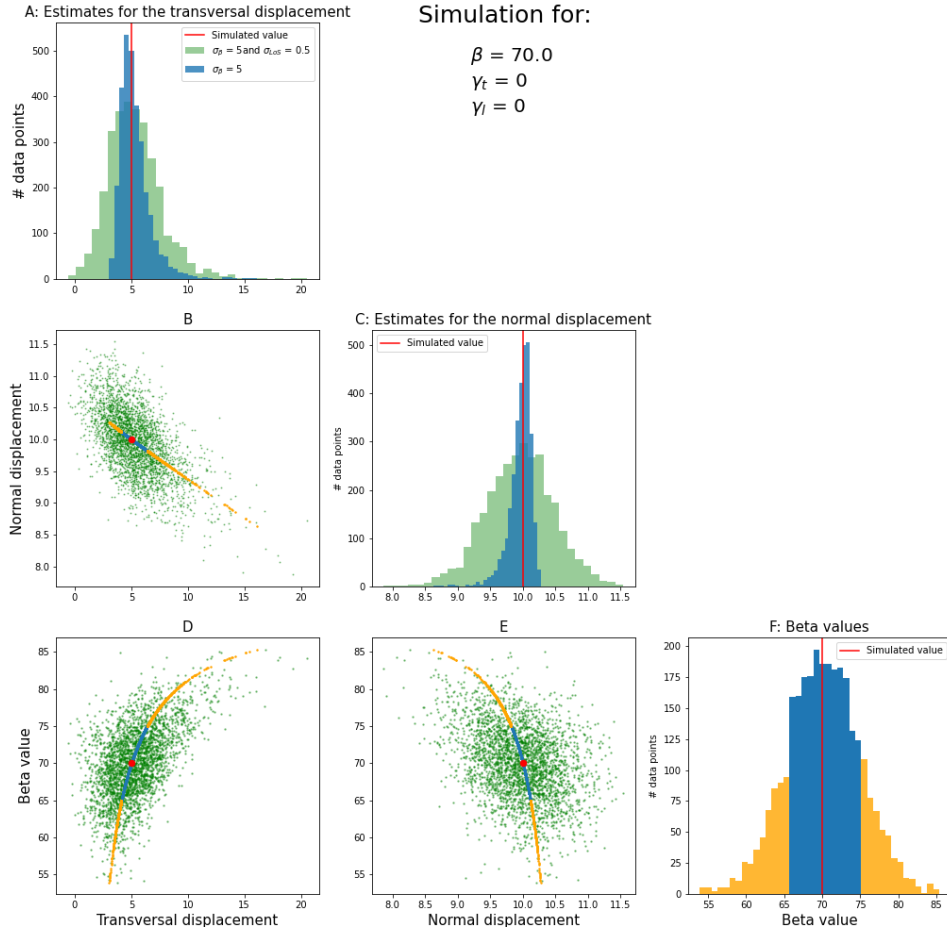 A: Estimates for the transversal displacement
Simulation for:
β = 70.0
γt = 0
γl = 0
Simulated value
σβ = 5 and σLoS = 0.5
σβ = 5
# data points
500
400
300
200
100
0
0 5 10 15 20
B
Normal displacement
11.5
11.0
10.5
10.0
9.5
9.0
8.5
8.0
0 5 10 15 20
C: Estimates for the normal displacement
Simulated value
# data points
500
400
300
200
100
0
8.0 8.5 9.0 9.5 10.0 10.5 11.0 11.5
D
Beta value
85
80
75
70
65
60
55
0 5 10 15 20
Transversal displacement
E
85
80
75
70
65
60
55
8.0 8.5 9.0 9.5 10.0 10.5 11.0 11.5
Normal displacement
F: Beta values
Simulated value
# data points
200
175
150
125
100
75
50
25
0
55 60 65 70 75 80 85
Beta value